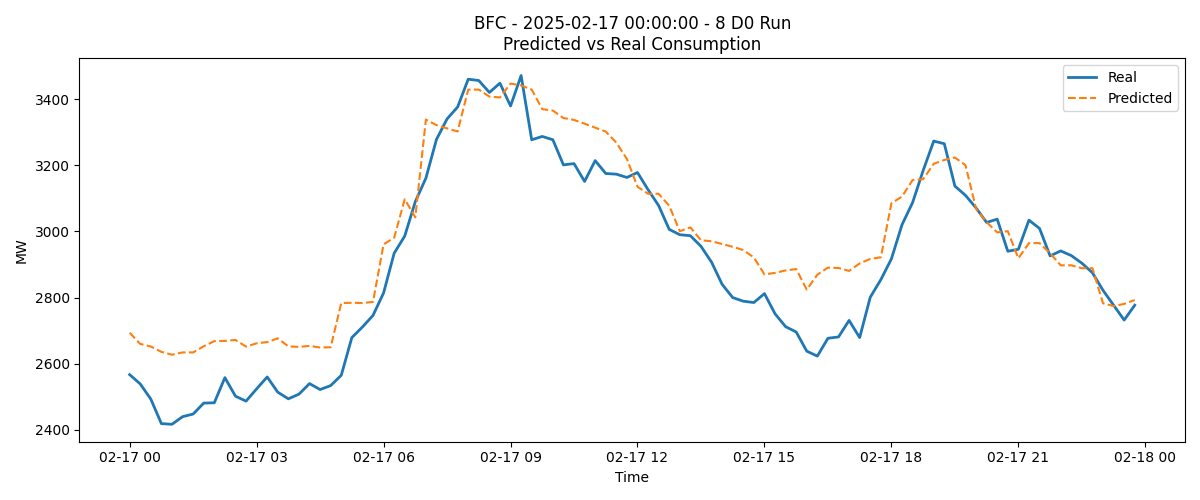 BFC - 2025-02-17 00:00:00 - 8 D0 Run
Predicted vs Real Consumption
Real
Predicted
MW
3400
3200
3000
2800
2600
2400
02-17 00
02-17 03
02-17 06
02-17 09
02-17 12
02-17 15
02-17 18
02-17 21
02-18 00
Time